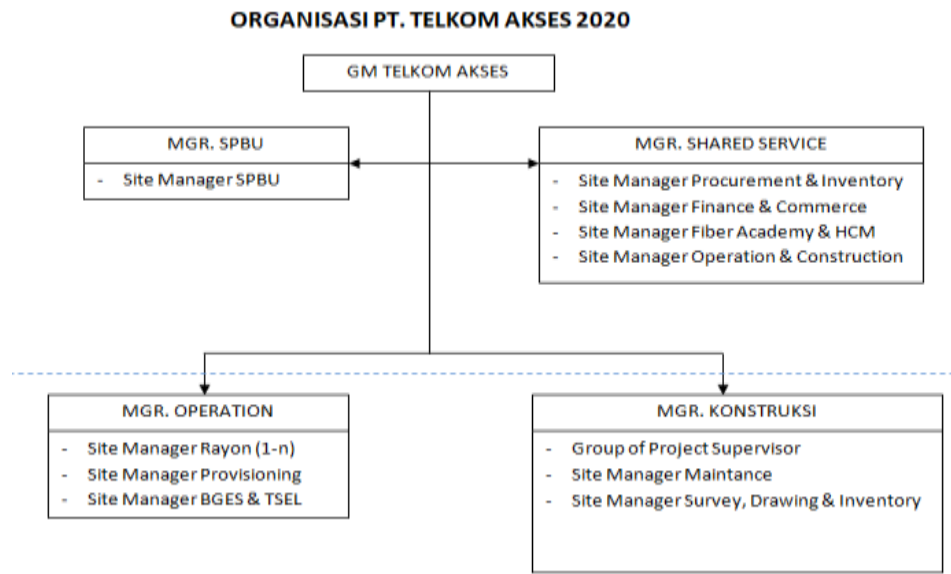 ORGANISASI PT. TELKOM AKSES 2020
GM TELKOM AKSES
MGR. SPBU
- Site Manager SPBU
MGR. SHARED SERVICE
- Site Manager Procurement & Inventory
- Site Manager Finance & Commerce
- Site Manager Fiber Academy & HCM
- Site Manager Operation & Construction
MGR. OPERATION
- Site Manager Rayon (1-n)
- Site Manager Provisioning
- Site Manager BGES & TSEL
MGR. KONSTRUKSI
- Group of Project Supervisor
- Site Manager Maintance
- Site Manager Survey, Drawing & Inventory